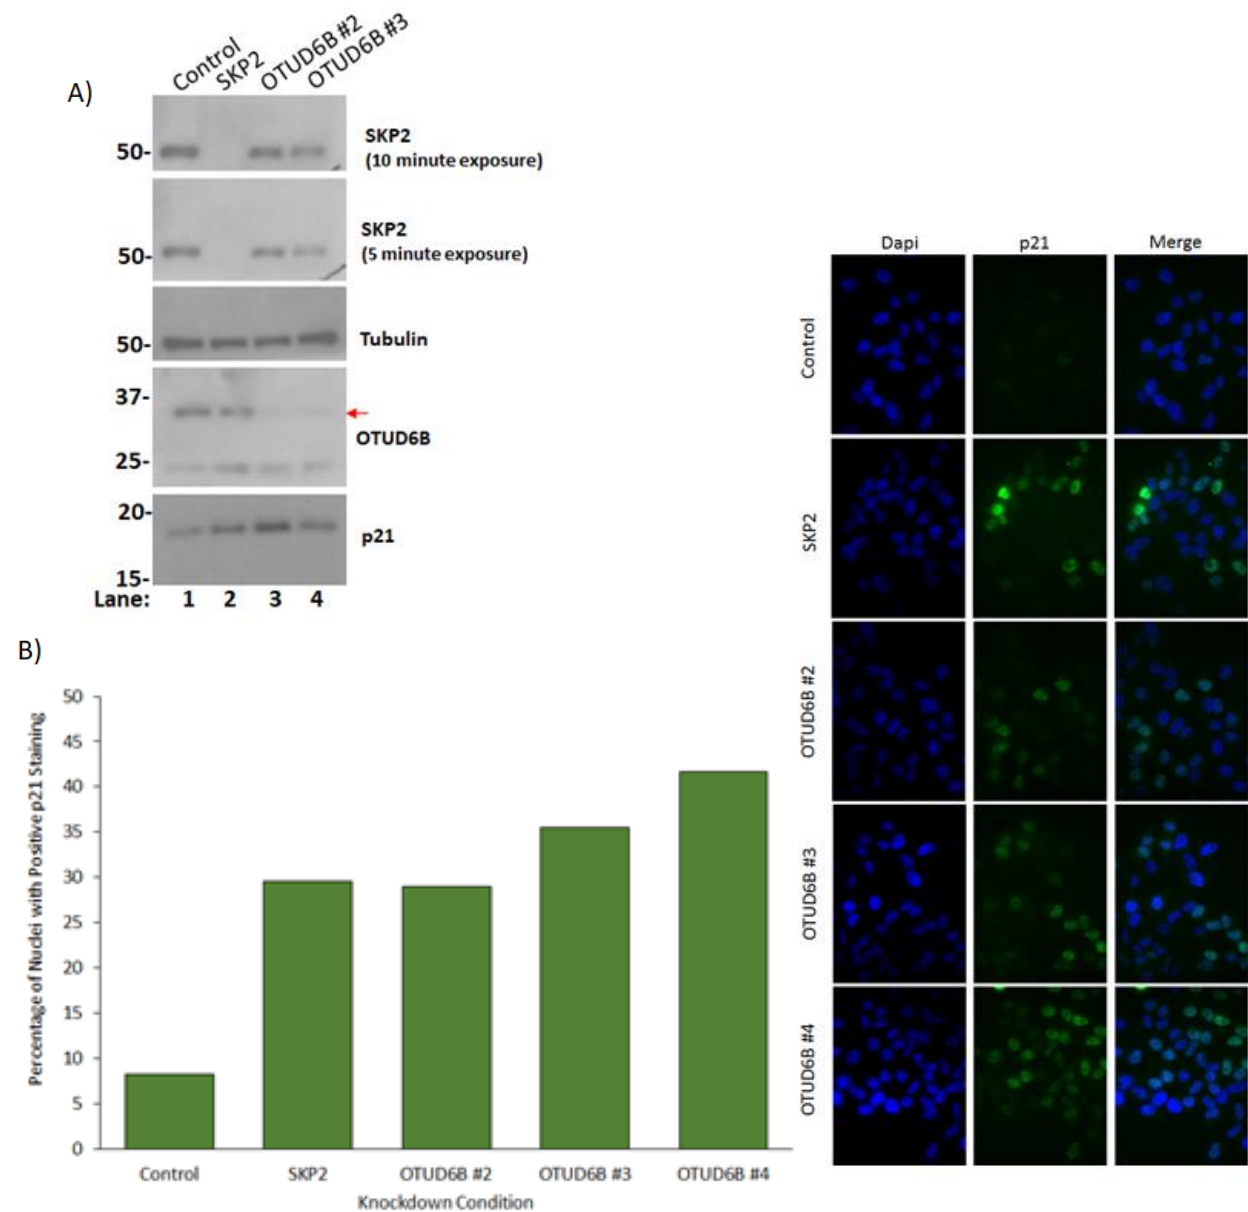 A)
Control
SKP2
OTUD6B #2
OTUD6B #3
50-
SKP2
(10 minute exposure)
50-
SKP2
(5 minute exposure)
50-
Tubulin
37-
OTUD6B
25-
20-
p21
15-
Lane: 1 2 3 4
B)
Percentage of Nuclei with Positive p21 Staining
50
45
40
35
30
25
20
15
10
5
0
Control SKP2 OTUD6B #2 OTUD6B #3 OTUD6B #4
Knockdown Condition
Dapi p21 Merge
Control
SKP2
OTUD6B #2
OTUD6B #3
OTUD6B #4